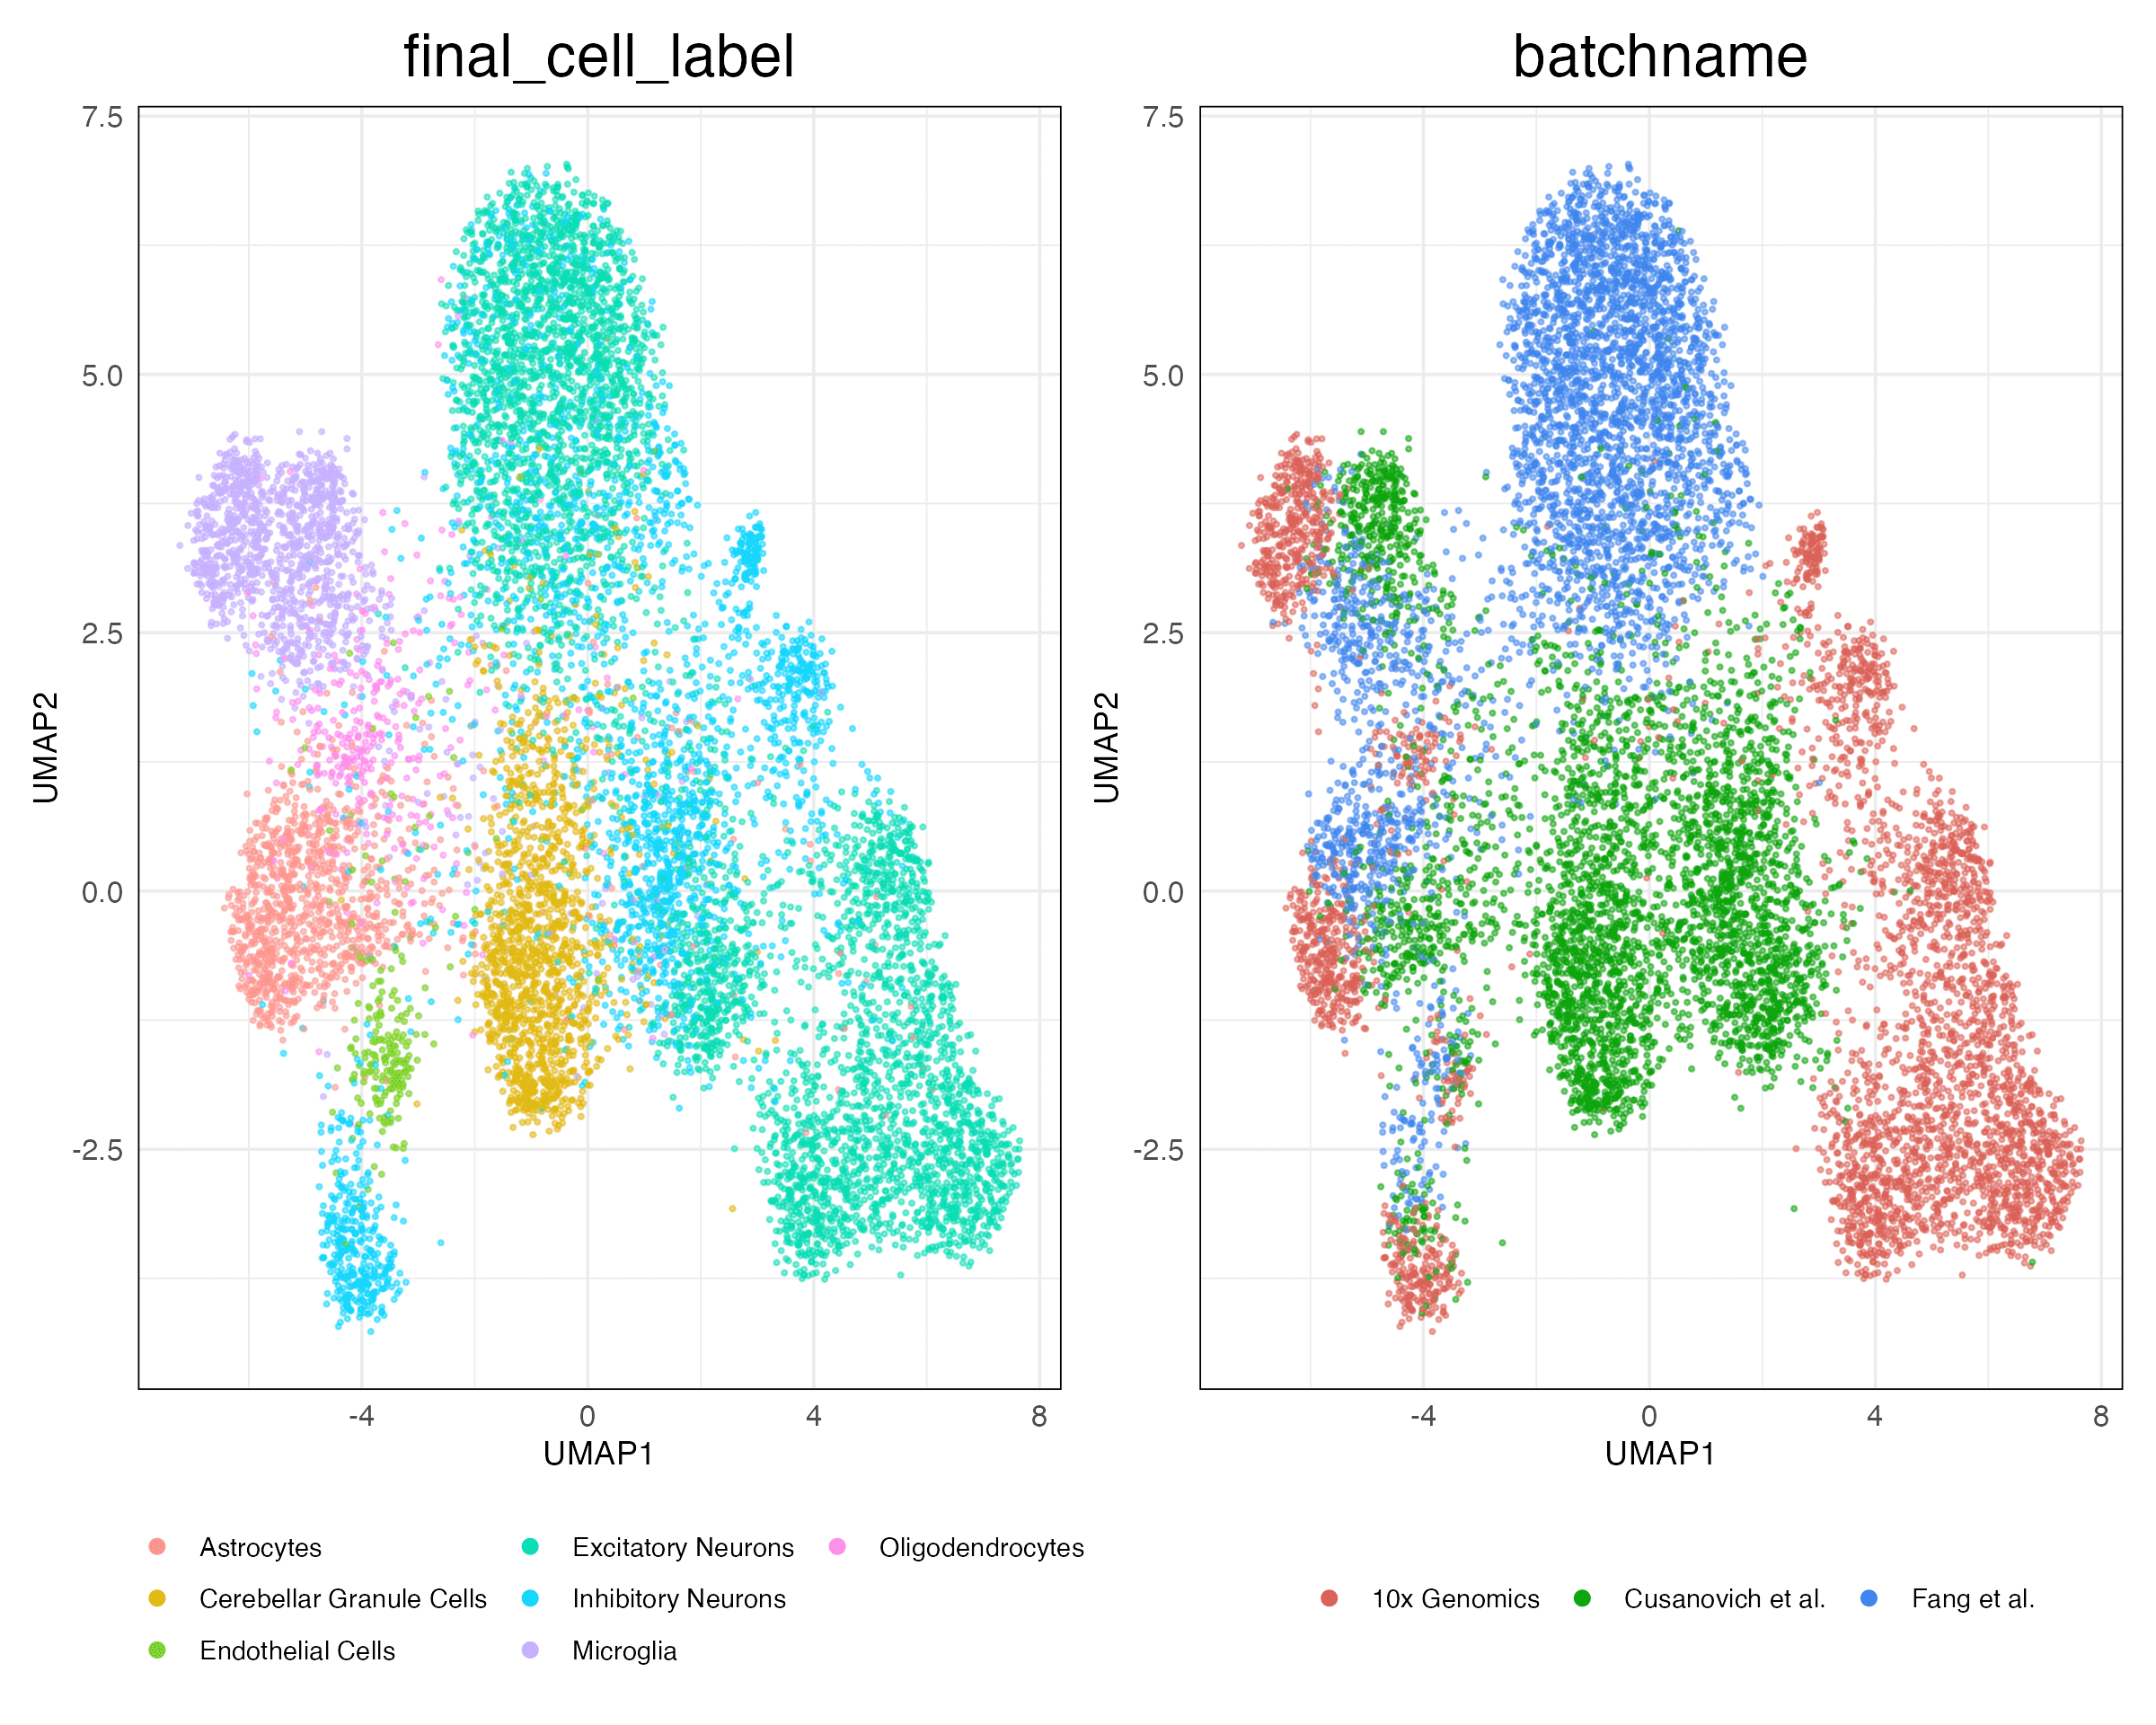 final_cell_label
batchname
7.5
5.0
2.5
0.0
-2.5
UMAP2
-4
0
4
8
UMAP1
7.5
5.0
2.5
0.0
-2.5
UMAP2
-4
0
4
8
UMAP1
Astrocytes
Excitatory Neurons
Oligodendrocytes
Cerebellar Granule Cells
Inhibitory Neurons
Endothelial Cells
Microglia
10x Genomics
Cusanovich et al.
Fang et al.